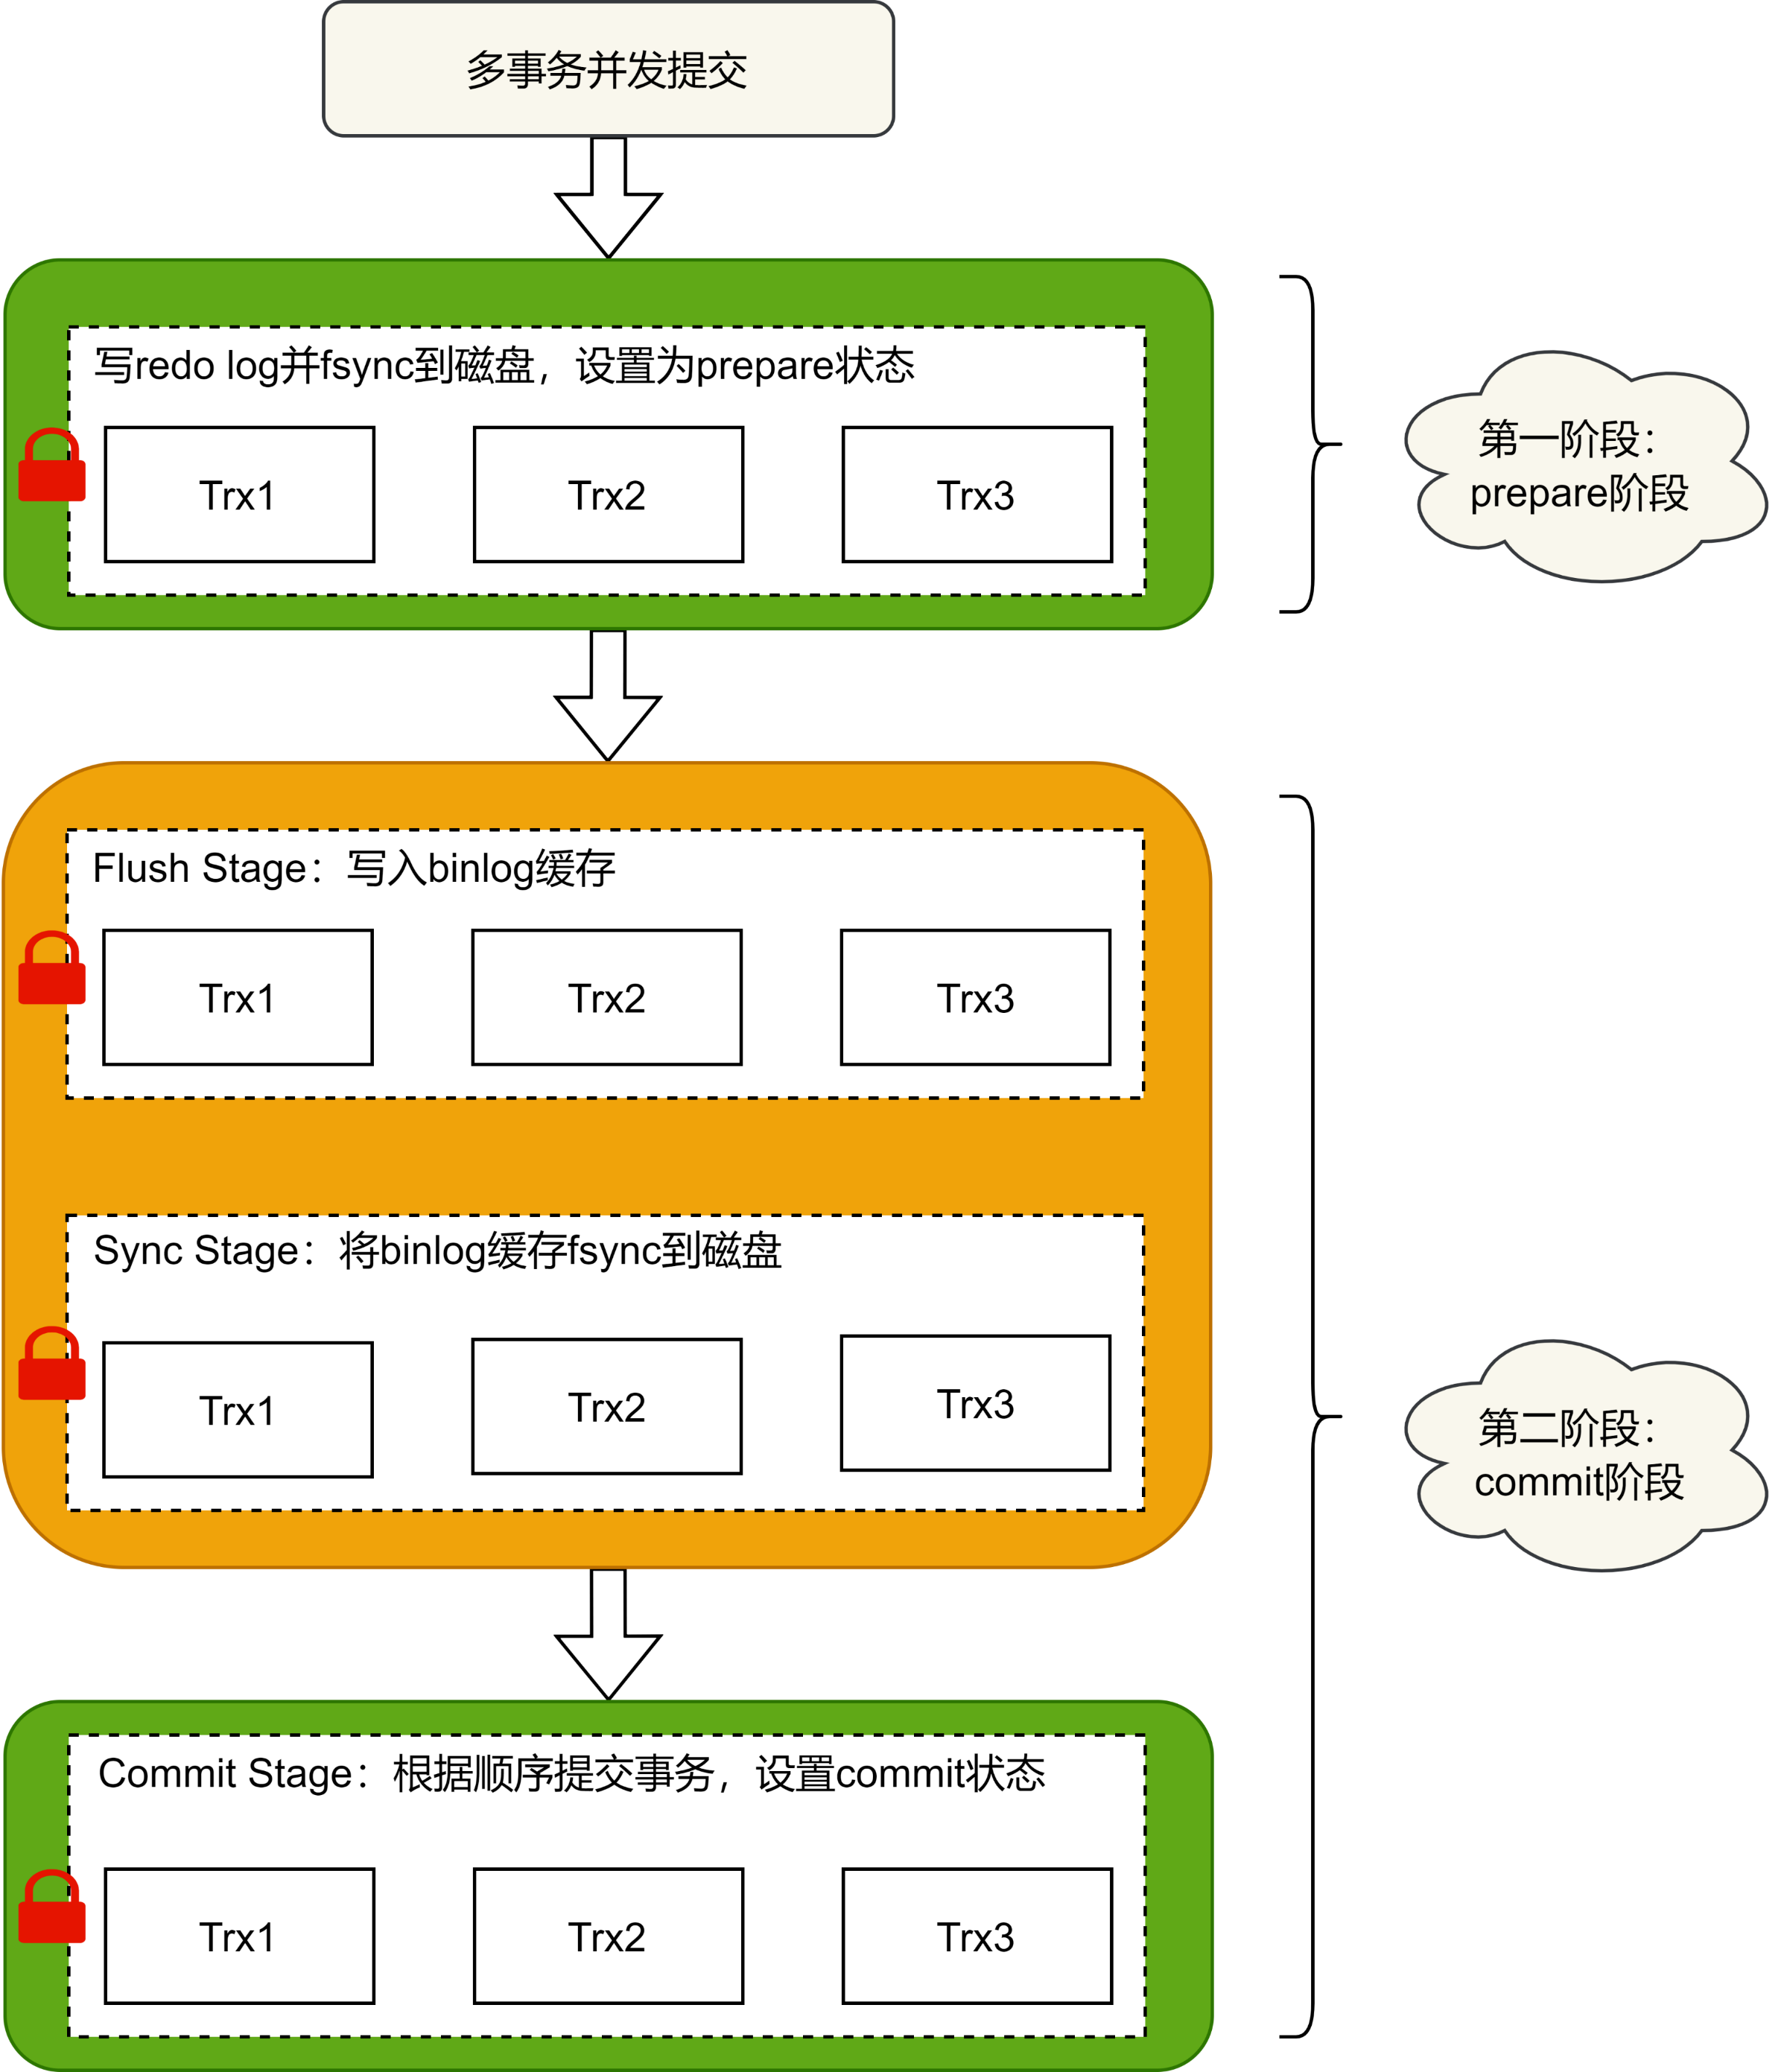 多事务并发提交
写redo log并fsync到磁盘，设置为prepare状态
Trx1
Trx2
Trx3
第一阶段：
prepare阶段
Flush Stage：写入binlog缓存
Trx1
Trx2
Trx3
Sync Stage：将binlog缓存fsync到磁盘
Trx1
Trx2
Trx3
第二阶段：
commit阶段
Commit Stage：根据顺序提交事务，设置commit状态
Trx1
Trx2
Trx3